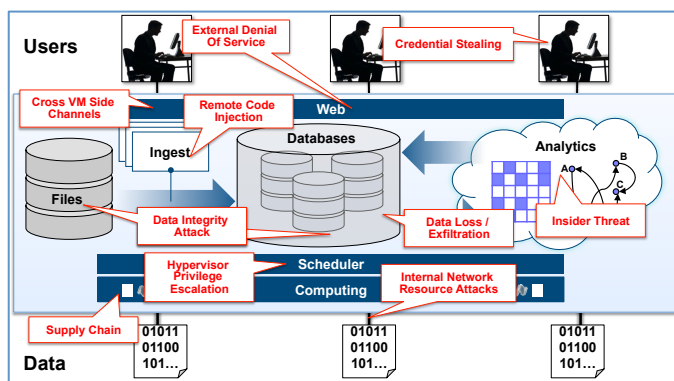 Users
External Denial
Of Service
Credential Stealing
Cross VM Side
Channels
Remote Code
Injection
Web
Ingest
Databases
Analytics
A
B
C
Files
Data Integrity
Attack
Data Loss /
Exfiltration
Insider Threat
Hypervisor
Privilege
Escalation
Scheduler
Internal Network
Resource Attacks
Computing
Supply Chain
Data
01011
01100
101...
01011
01100
101...
01011
01100
101...